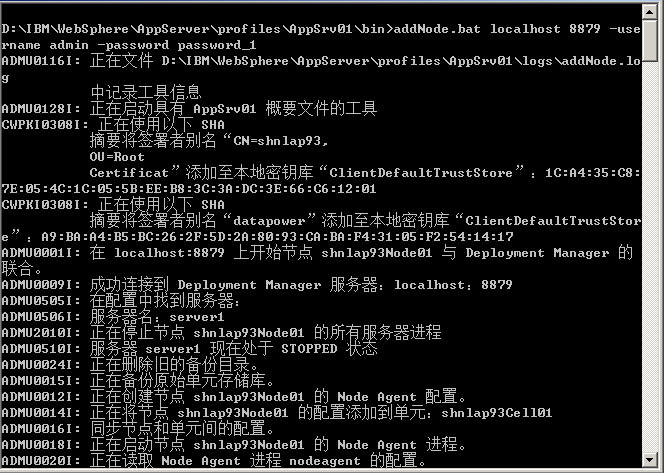 D:\IBM\WebSphere\AppServer\profiles\AppSrv01\bin>addNode.bat localhost 8879 -use
rname admin -password password_1
ADMU0116I: 正在文件 D:\IBM\WebSphere\AppServer\profiles\AppSrv01\logs\addNode.lo
g
中记录工具信息
ADMU0128I: 正在启动具有 AppSrv01 概要文件的工具
CWPKI0308I: 正在使用以下 SHA
摘要将签署者别名“CN=shnlap93,
OU=Root
Certificat”添加至本地密钥库“ClientDefaultTrustStore”：1C:A4:35:C8:
7E:05:4C:1C:05:5B:EE:B8:3C:3A:DC:3E:66:C6:12:01
CWPKI0308I: 正在使用以下 SHA
摘要将签署者别名“datapower”添加至本地密钥库“ClientDefaultTrustStor
e”：A9:BA:A4:B5:BC:26:2F:5D:2A:80:93:CA:BA:F4:31:05:F2:54:14:17
ADMU0001I: 在 localhost:8879 上开始节点 shnlap93Node01 与 Deployment Manager 的
联合。
ADMU0009I: 成功连接到 Deployment Manager 服务器：localhost：8879
ADMU0505I: 在配置中找到服务器：
ADMU0506I: 服务器名：server1
ADMU2010I: 正在停止节点 shnlap93Node01 的所有服务器进程
ADMU0510I: 服务器 server1 现在处于 STOPPED 状态
ADMU0024I: 正在删除旧的备份目录。
ADMU0015I: 正在备份原始单元存储库。
ADMU0012I: 正在创建节点 shnlap93Node01 的 Node Agent 配置。
ADMU0014I: 正在将节点 shnlap93Node01 的配置添加到单元：shnlap93Cell01
ADMU0016I: 同步节点和单元间的配置。
ADMU0018I: 正在启动节点 shnlap93Node01 的 Node Agent 进程。
ADMU0020I: 正在读取 Node Agent 进程 nodeagent 的配置。